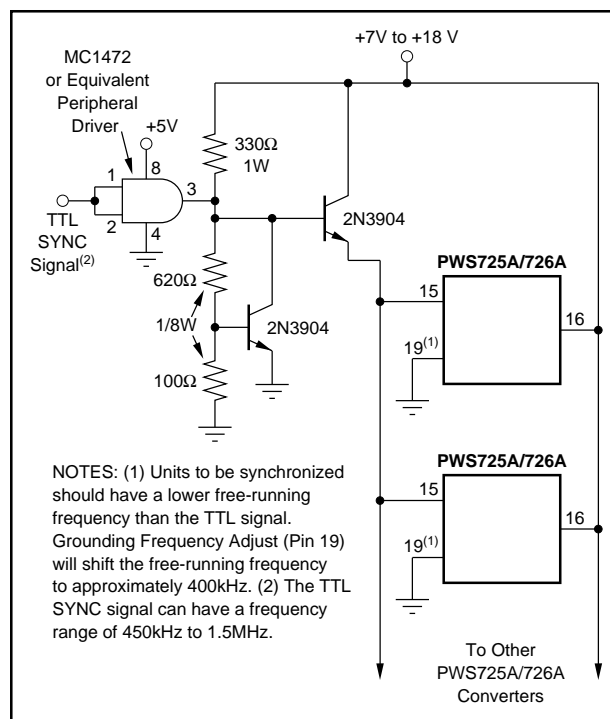 +7V to +18 V
MC1472
or Equivalent
Peripheral
Driver
+5V
330Ω
1W
1
8
3
2
4
TTL
SYNC
Signal(2)
2N3904
620Ω
1/8W
2N3904
100Ω
PWS725A/726A
15
16
19(1)
PWS725A/726A
15
16
19(1)
NOTES: (1) Units to be synchronized
should have a lower free-running
frequency than the TTL signal.
Grounding Frequency Adjust (Pin 19)
will shift the free-running frequency
to approximately 400kHz. (2) The TTL
SYNC signal can have a frequency
range of 450kHz to 1.5MHz.
To Other
PWS725A/726A
Converters